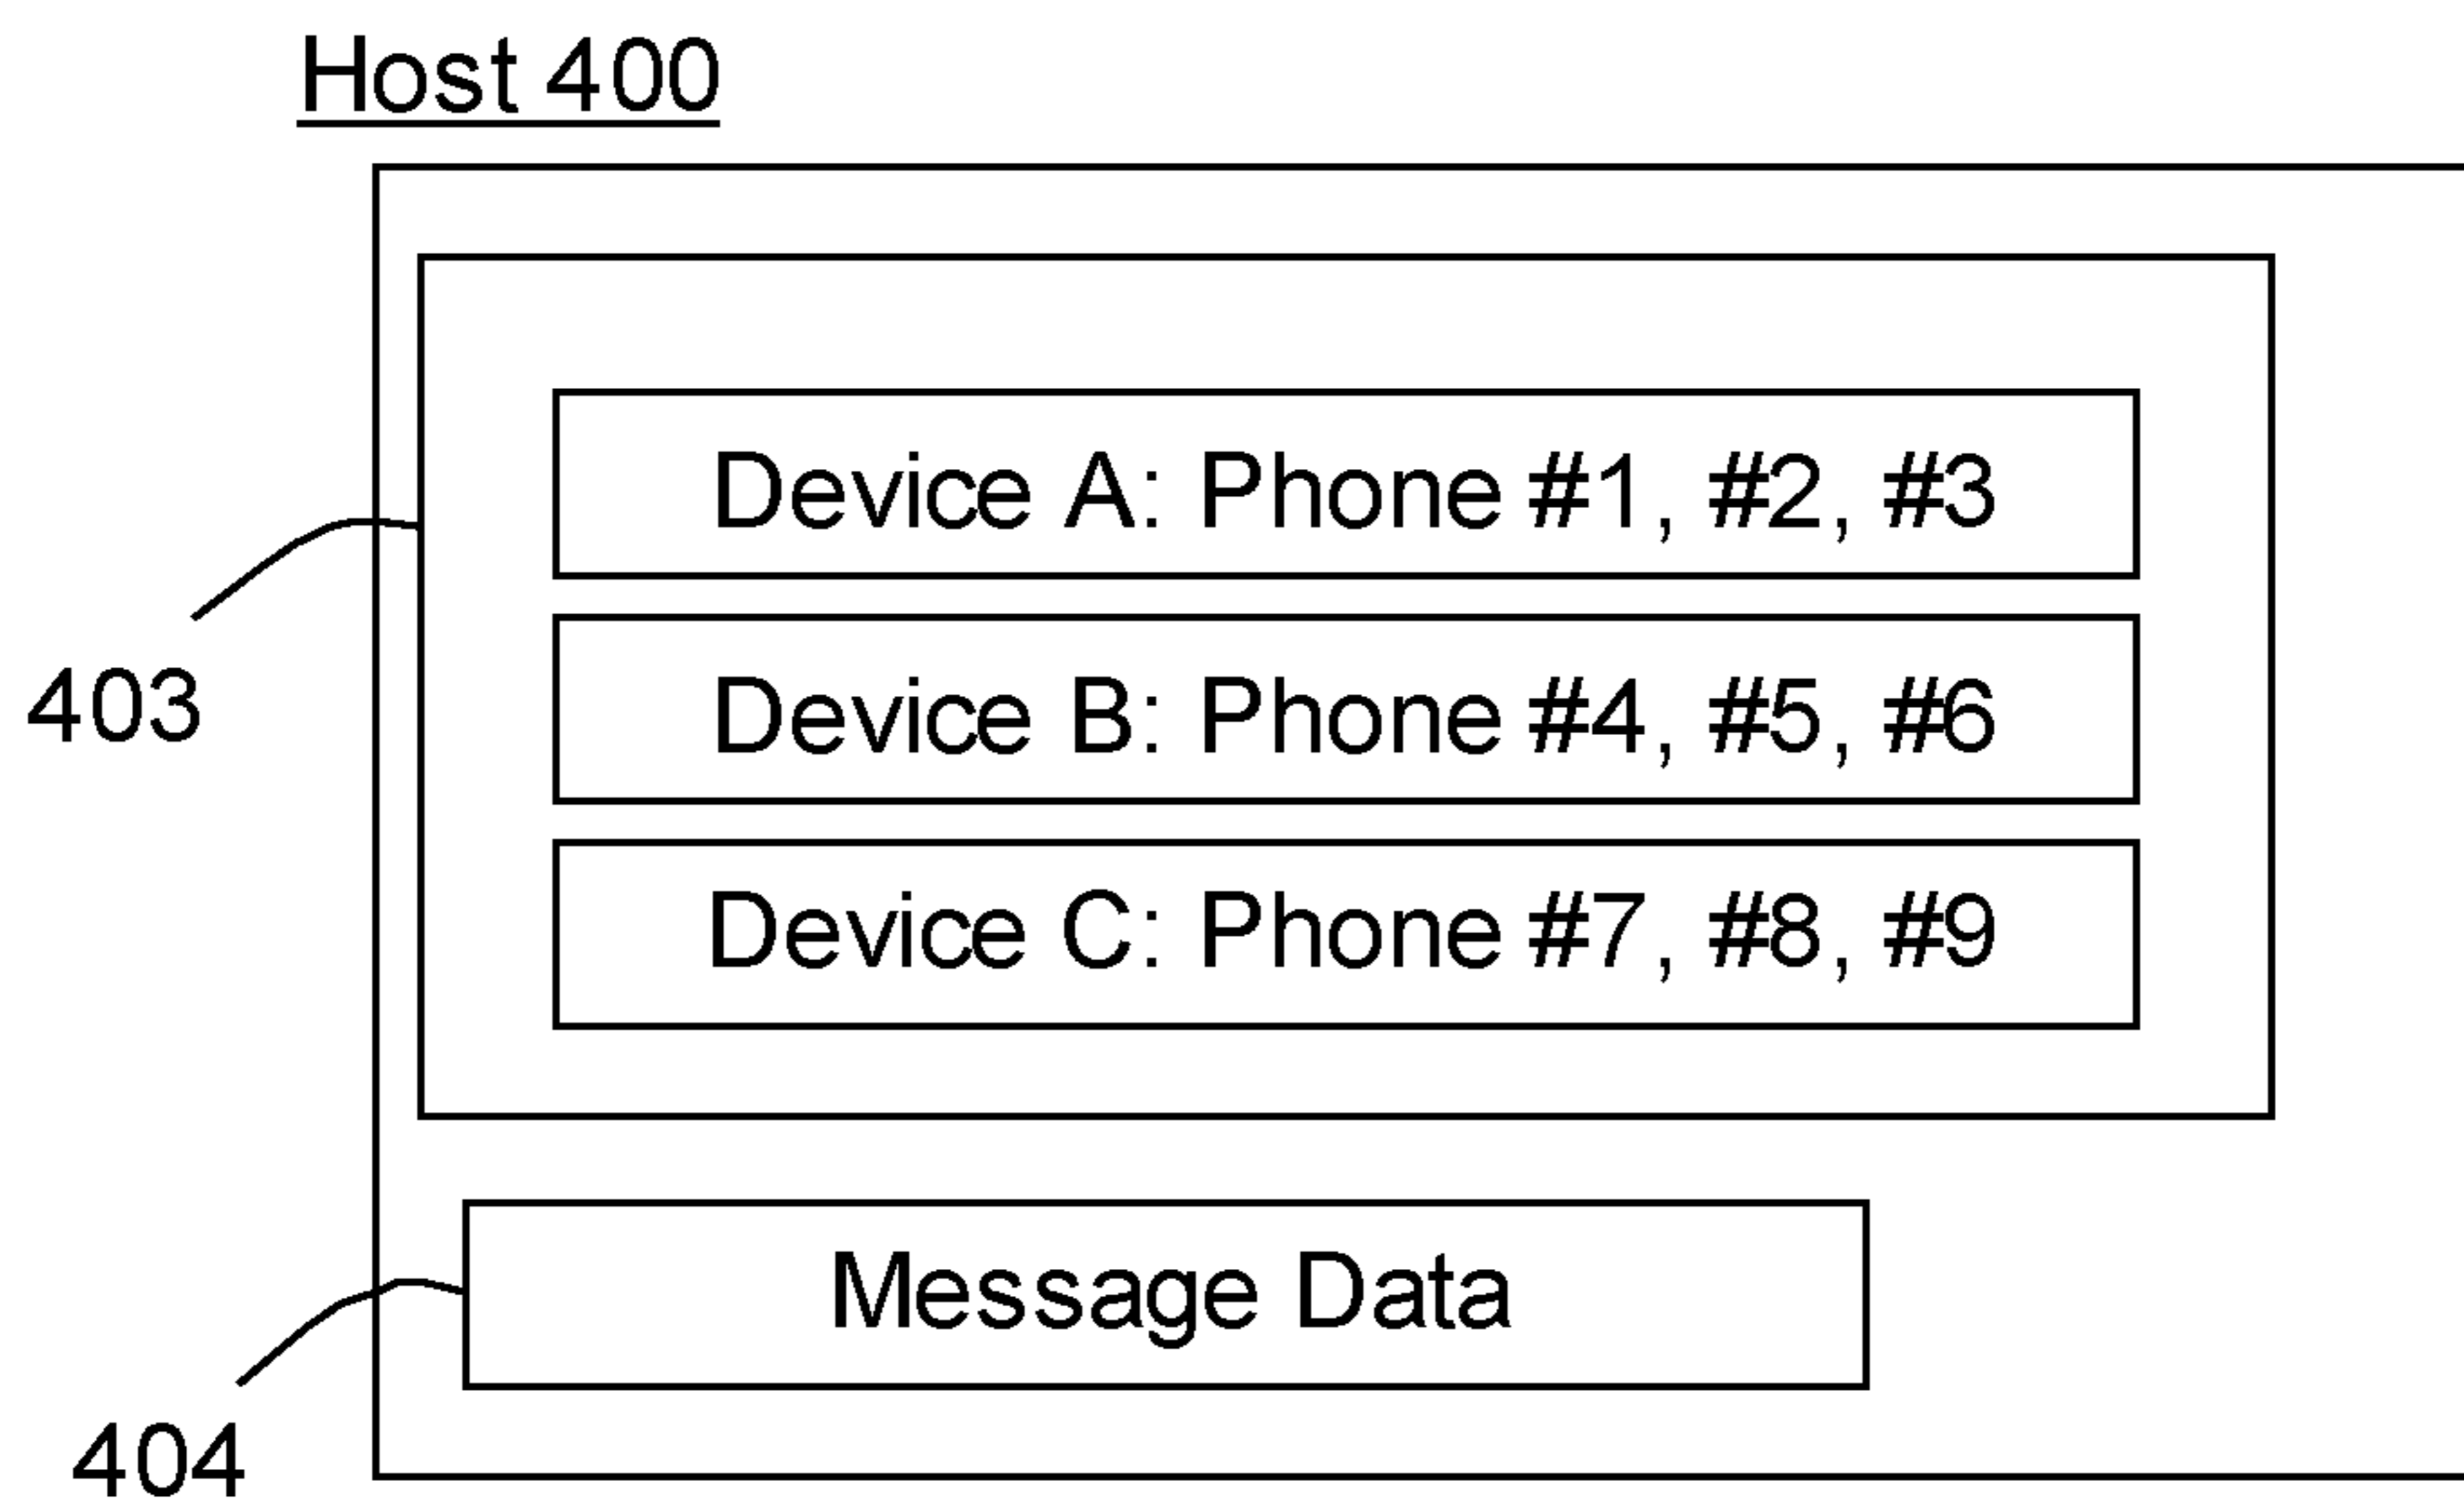 Host 400
Device A: Phone #1, #2, #3
403
Device B: Phone #4, #5, #6
Device C: Phone #7, #8, #9
Message Data
404